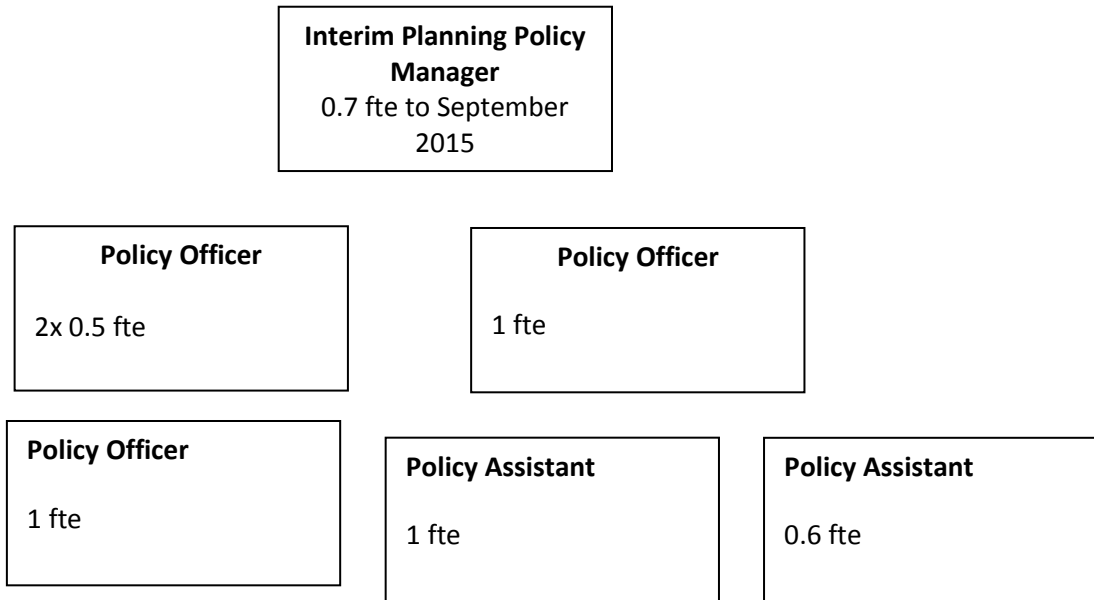 Interim Planning Policy
Manager
0.7 fte to September
2015
Policy Officer
2x 0.5 fte
Policy Officer
1 fte
Policy Officer
1 fte
Policy Assistant
1 fte
Policy Assistant
0.6 fte